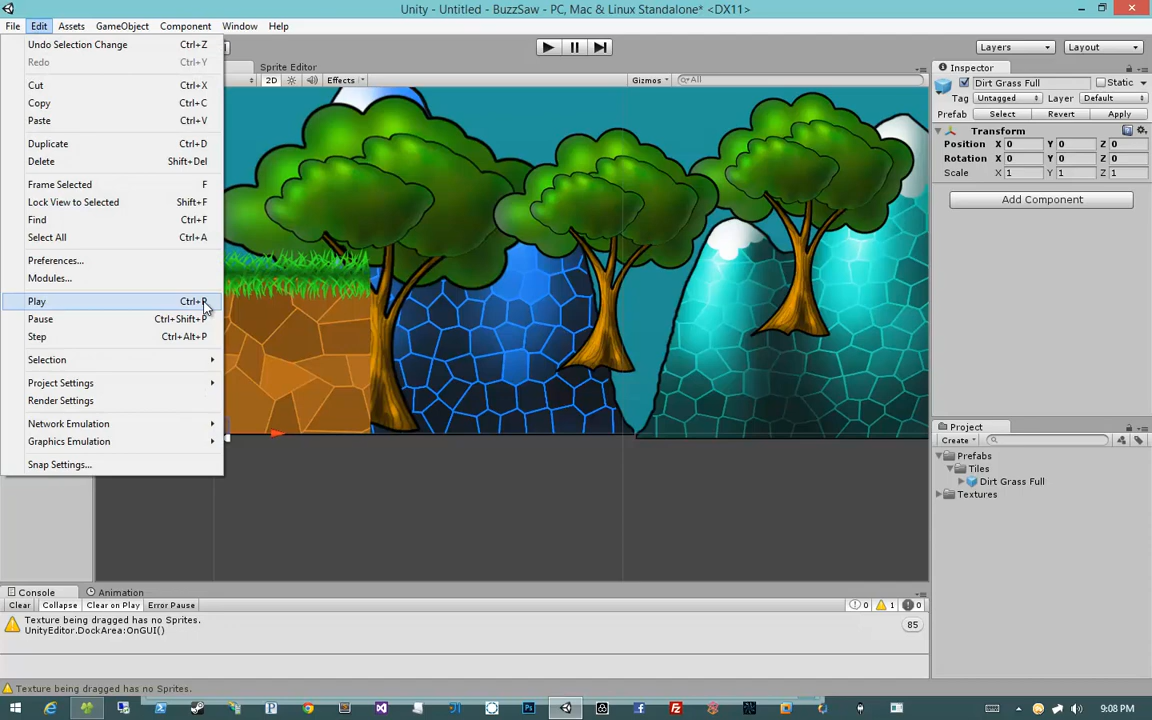 Unity - Untitled - BuzzSaw - PC, Mac & Linux Standalone* <DX11>
File Edit Assets GameObject Component Window Help
Undo Selection Change Ctrl+Z
Redo Ctrl+Y
Cut Ctrl+X
Copy Ctrl+C
Paste Ctrl+V
Duplicate Ctrl+D
Delete Shift+Del
Frame Selected F
Lock View to Selected Shift+F
Find Ctrl+F
Select All Ctrl+A
Preferences...
Modules...
Play Ctrl+P
Pause Ctrl+Shift+P
Step Ctrl+Alt+P
Selection
Project Settings
Render Settings
Network Emulation
Graphics Emulation
Snap Settings...
Layers Layout
Sprite Editor
2D Effects Gizmos All
Inspector
Dirt Grass Full Static
Tag Untagged Layer Default
Prefab Select Revert Apply
Transform
Position X 0 Y 0 Z 0
Rotation X 0 Y 0 Z 0
Scale X 1 Y 1 Z 1
Add Component
Project
Create
Prefabs
Tiles
Dirt Grass Full
Textures
Console Animation
Clear Collapse Clear on Play Error Pause 0 1 0
Texture being dragged has no Sprites.
UnityEditor.DockArea:OnGUI()
85
Texture being dragged has no Sprites.
9:08 PM